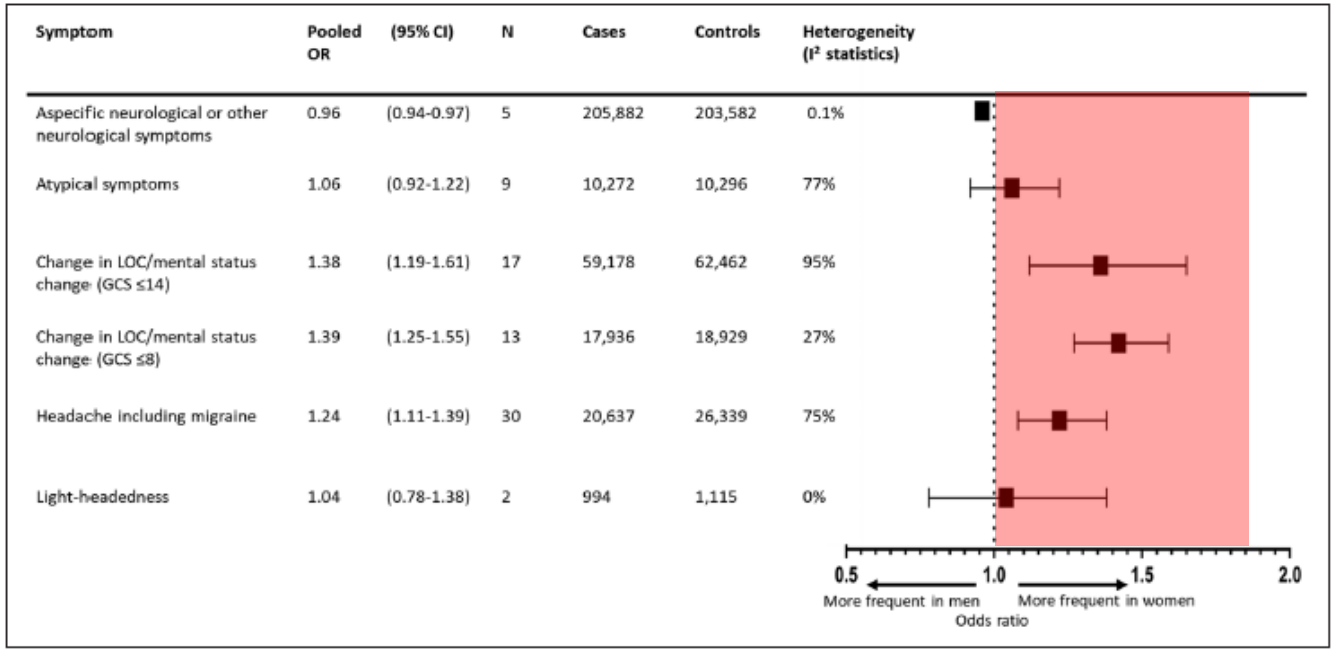 Symptom Pooled (95% CI) N Cases Controls Heterogeneity
OR (I² statistics)
Aspecific neurological or other 0.96 (0.94-0.97) 5 205,882 203,582 0.1%
neurological symptoms
Atypical symptoms 1.06 (0.92-1.22) 9 10,272 10,296 77%
Change in LOC/mental status 1.38 (1.19-1.61) 17 59,178 62,462 95%
change (GCS ≤14)
Change in LOC/mental status 1.39 (1.25-1.55) 13 17,936 18,929 27%
change (GCS ≤8)
Headache including migraine 1.24 (1.11-1.39) 30 20,637 26,339 75%
Light-headedness 1.04 (0.78-1.38) 2 994 1,115 0%
0.5 1.0 1.5 2.0
More frequent in men More frequent in women
Odds ratio